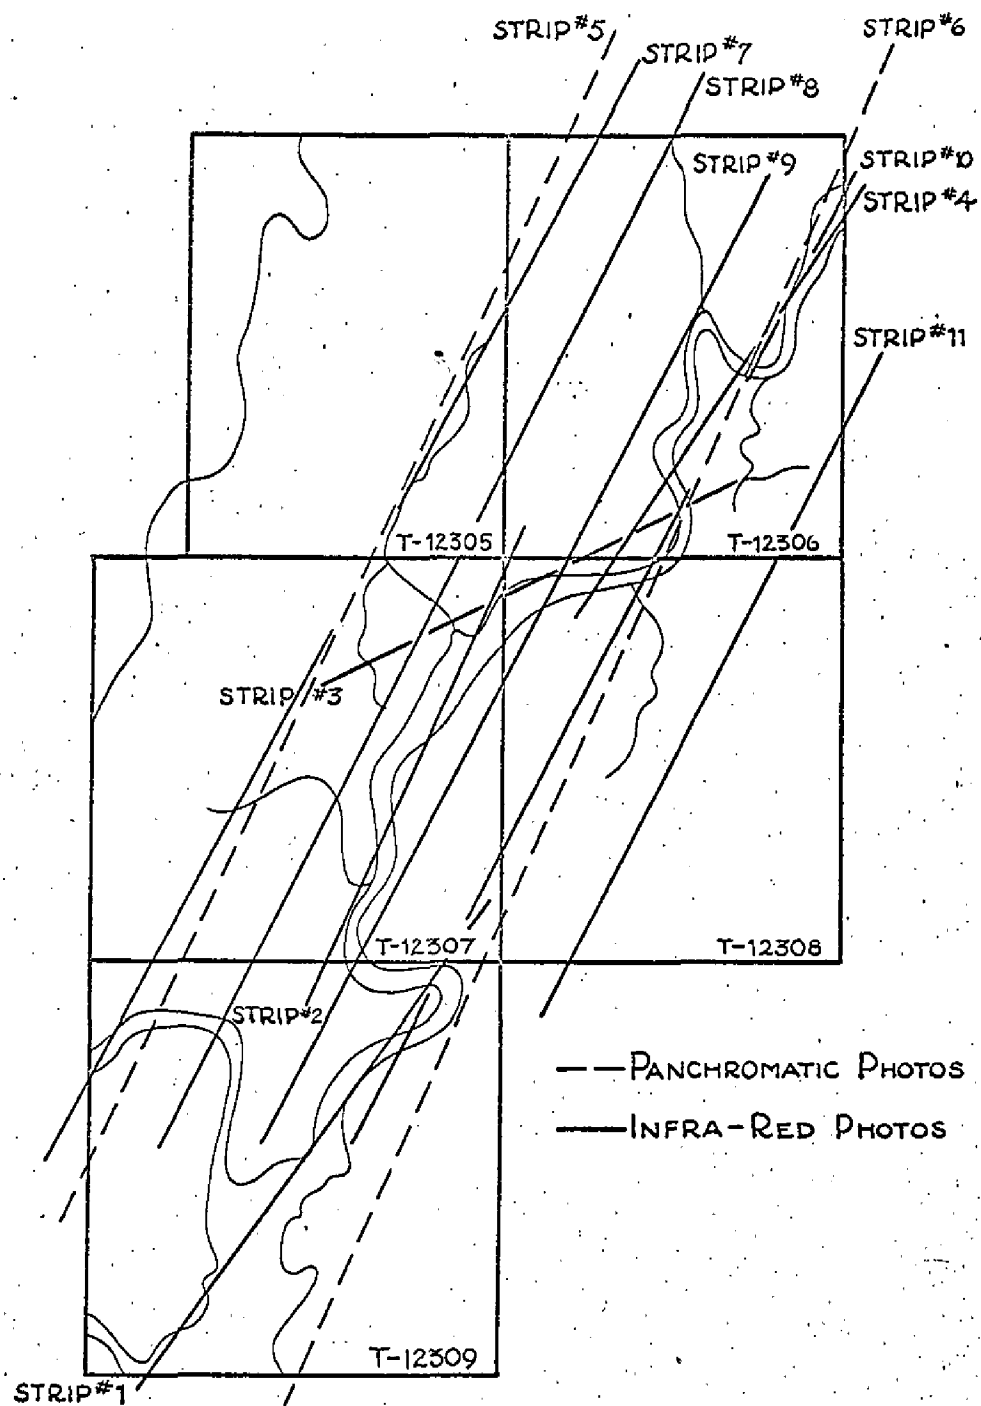 STRIP #5
STRIP #6
STRIP #7
STRIP #8
STRIP #9
STRIP #10
STRIP #4
STRIP #11
T-12305
T-12306
STRIP #3
T-12307
T-12308
STRIP #2
PANCHROMATIC PHOTOS
INFRA-RED PHOTOS
T-12309
STRIP #1